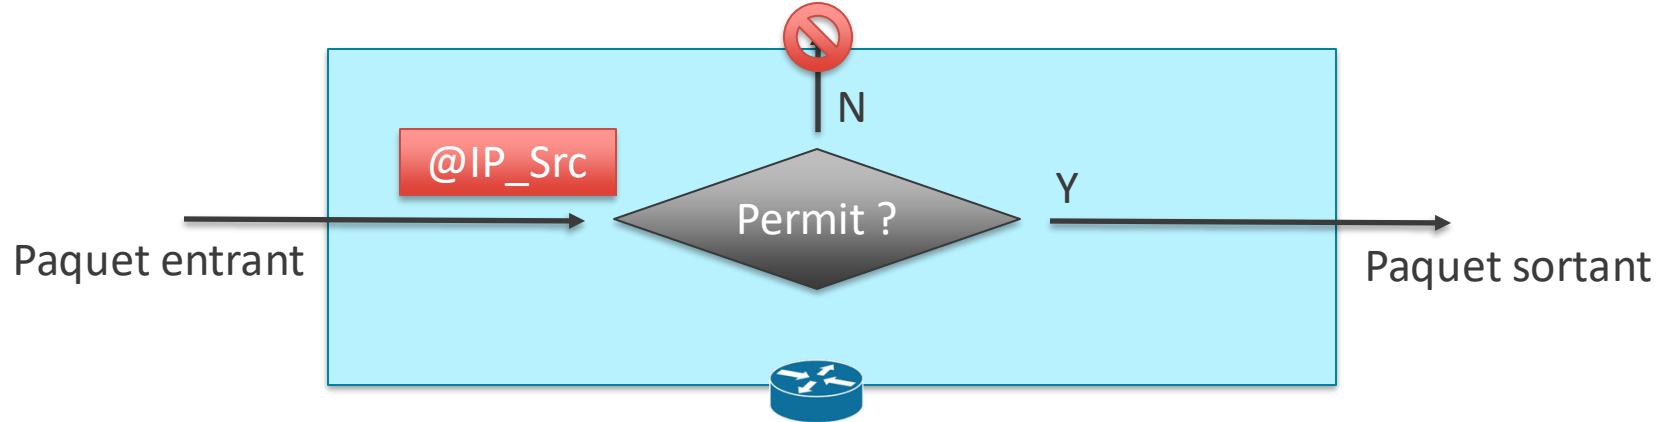 N
@IP_Src
Permit ?
Y
Paquet entrant
Paquet sortant